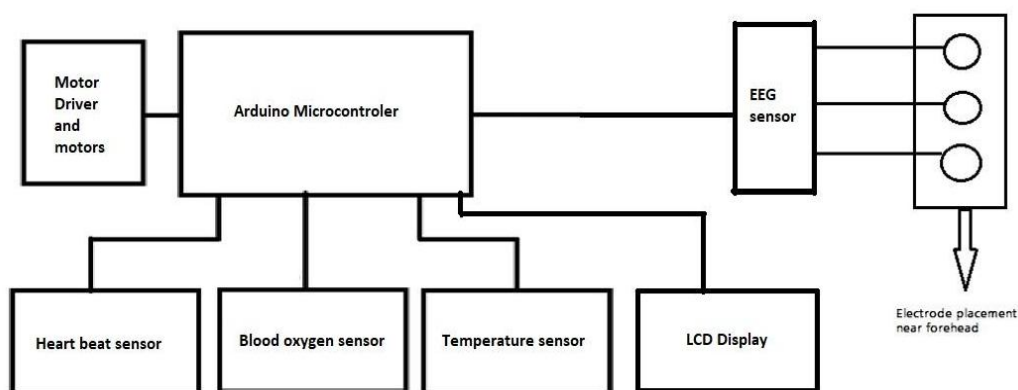 Motor
Driver
and
motors
Arduino Microcontroler
EEG
sensor
Heart beat sensor
Blood oxygen sensor
Temperature sensor
LCD Display
Electrode placement
near forehead